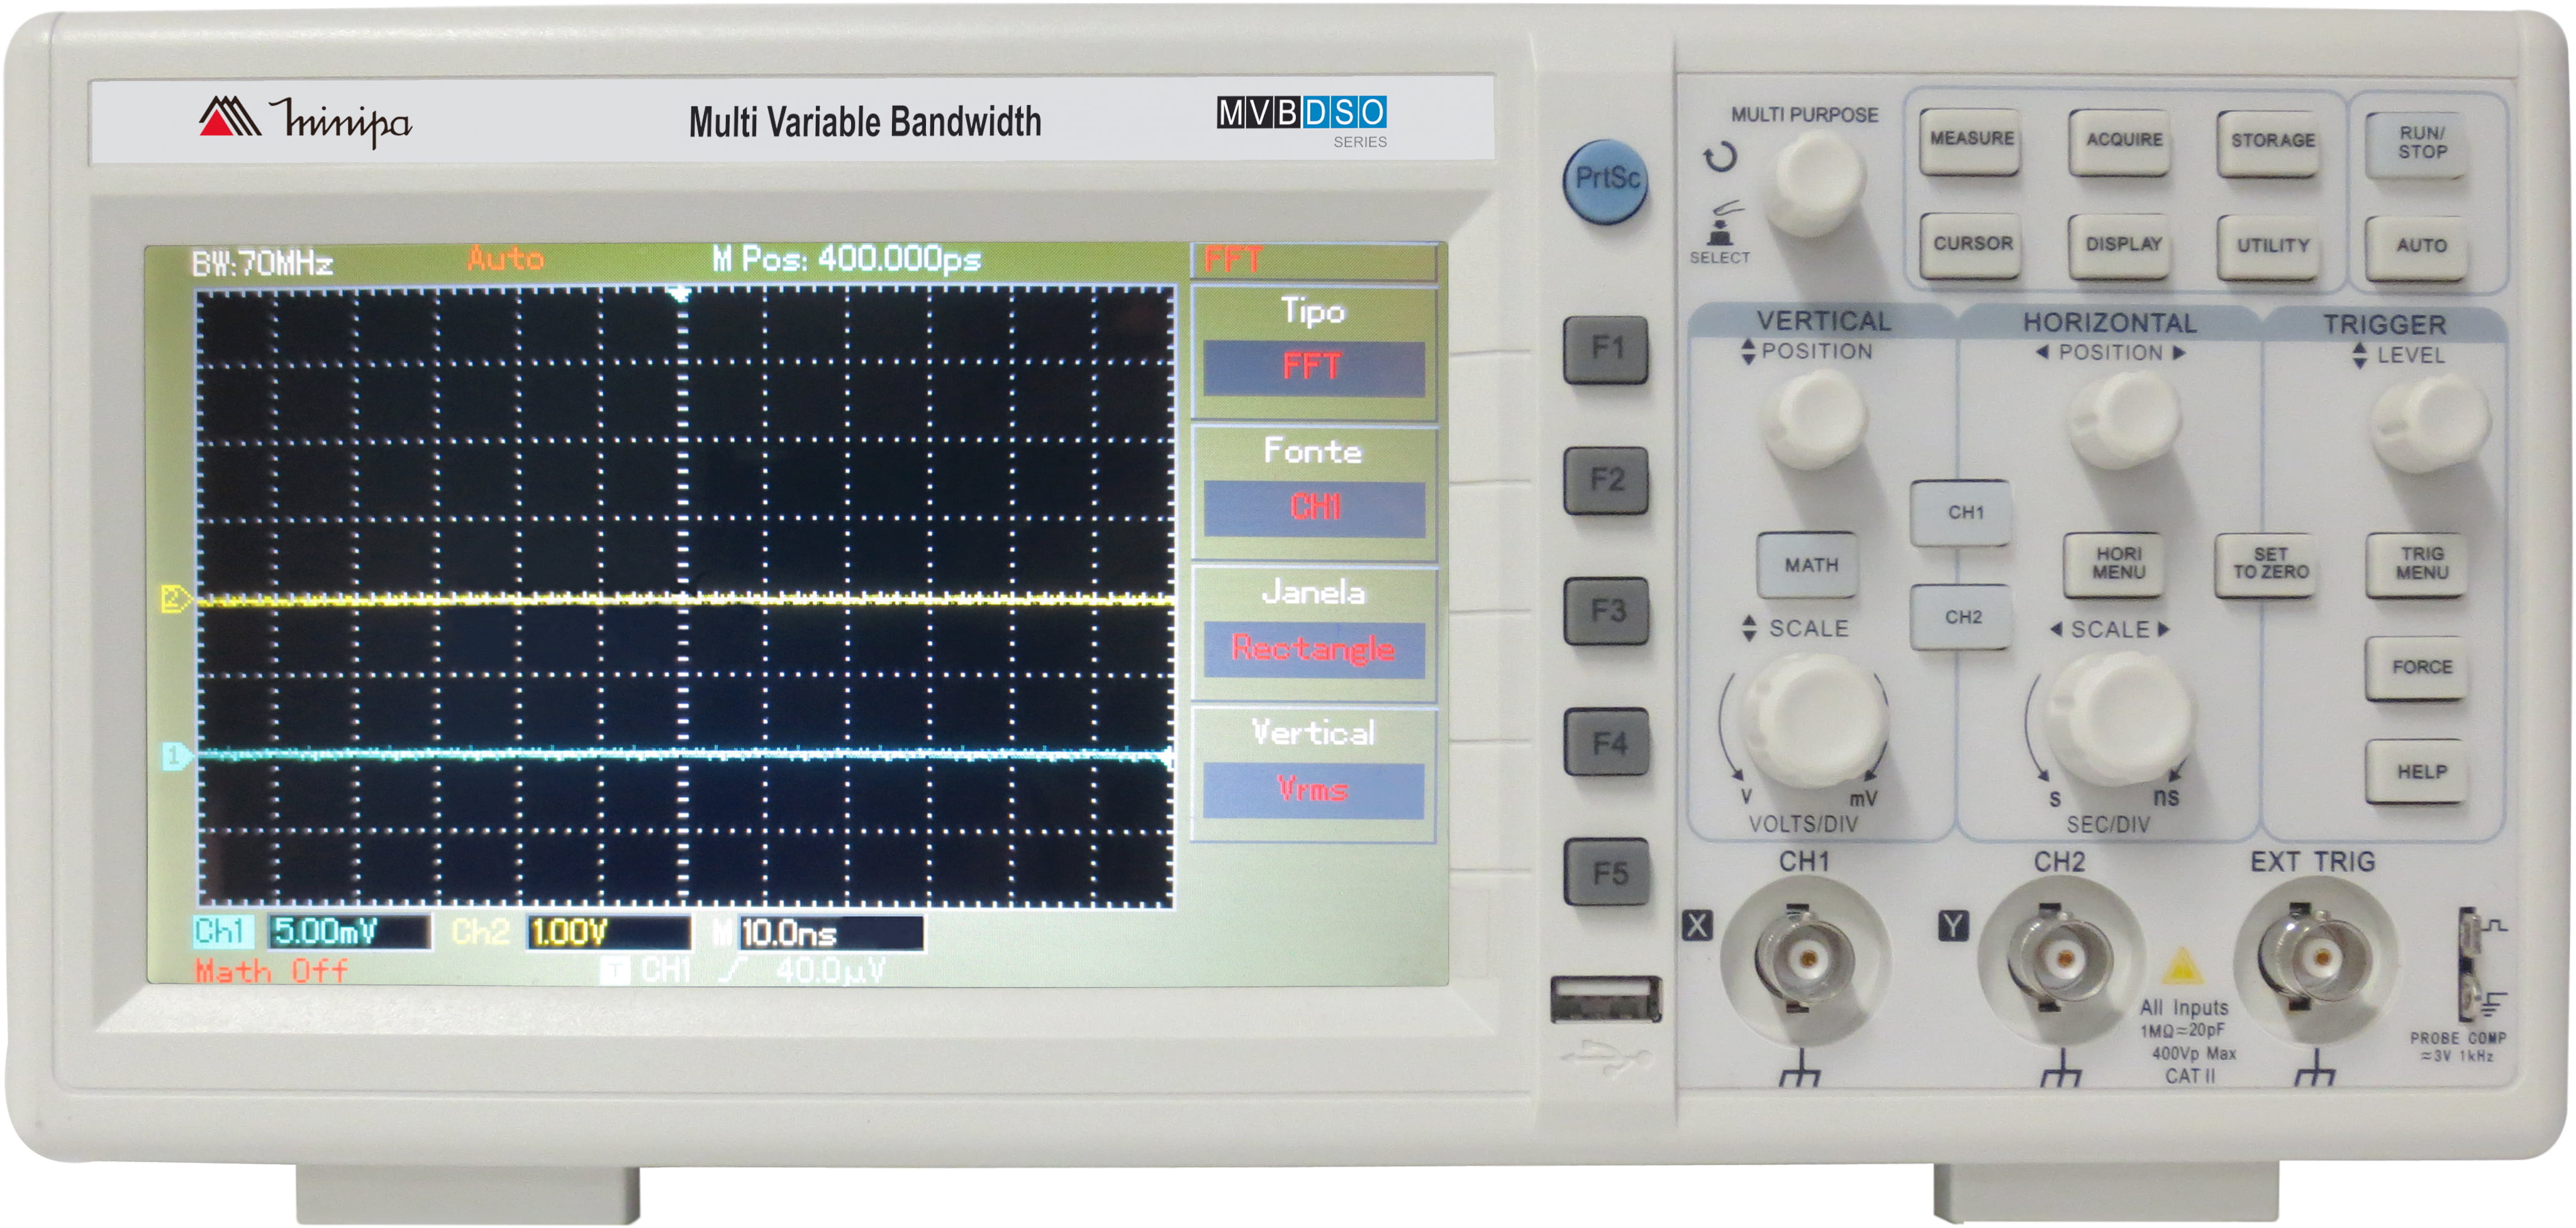 Minipa
Multi Variable Bandwidth
MVBDSO
SERIES
BW:70MHz Auto M Pos: 400.000ps
FFT
Tipo
FFT
Fonte
CH1
Janela
Rectangle
Vertical
Vrms
2
1
Ch1 5.00mV Ch2 1.00V M 10.0ns
Math Off T CH1 40.0µV
PrtSc
F1
F2
F3
F4
F5
MULTI PURPOSE
SELECT
MEASURE ACQUIRE STORAGE
CURSOR DISPLAY UTILITY
RUN/
STOP
AUTO
VERTICAL
POSITION
MATH
CH1
CH2
SCALE
V mV
VOLTS/DIV
HORIZONTAL
POSITION
HORI
MENU
SET
TO ZERO
SCALE
s ns
SEC/DIV
TRIGGER
LEVEL
TRIG
MENU
FORCE
HELP
CH1
X
CH2
Y
EXT TRIG
All Inputs
1MΩ≃20pF
400Vp Max
CAT II
PROBE COMP
≃3V 1kHz